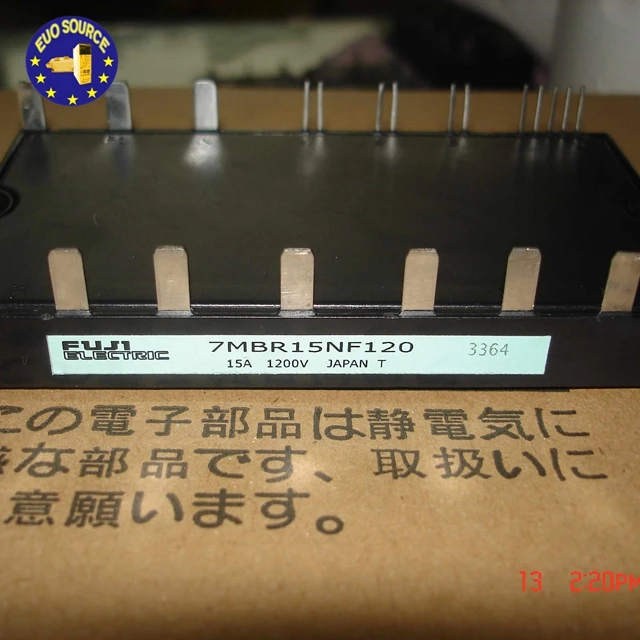 EUO SOURCE
FUJI
ELECTRIC
7MBR15NF120
3364
15A 1200V JAPAN T
この電子部品は静電気に
な部品です、取扱いに
意願います。
13 2:20PM